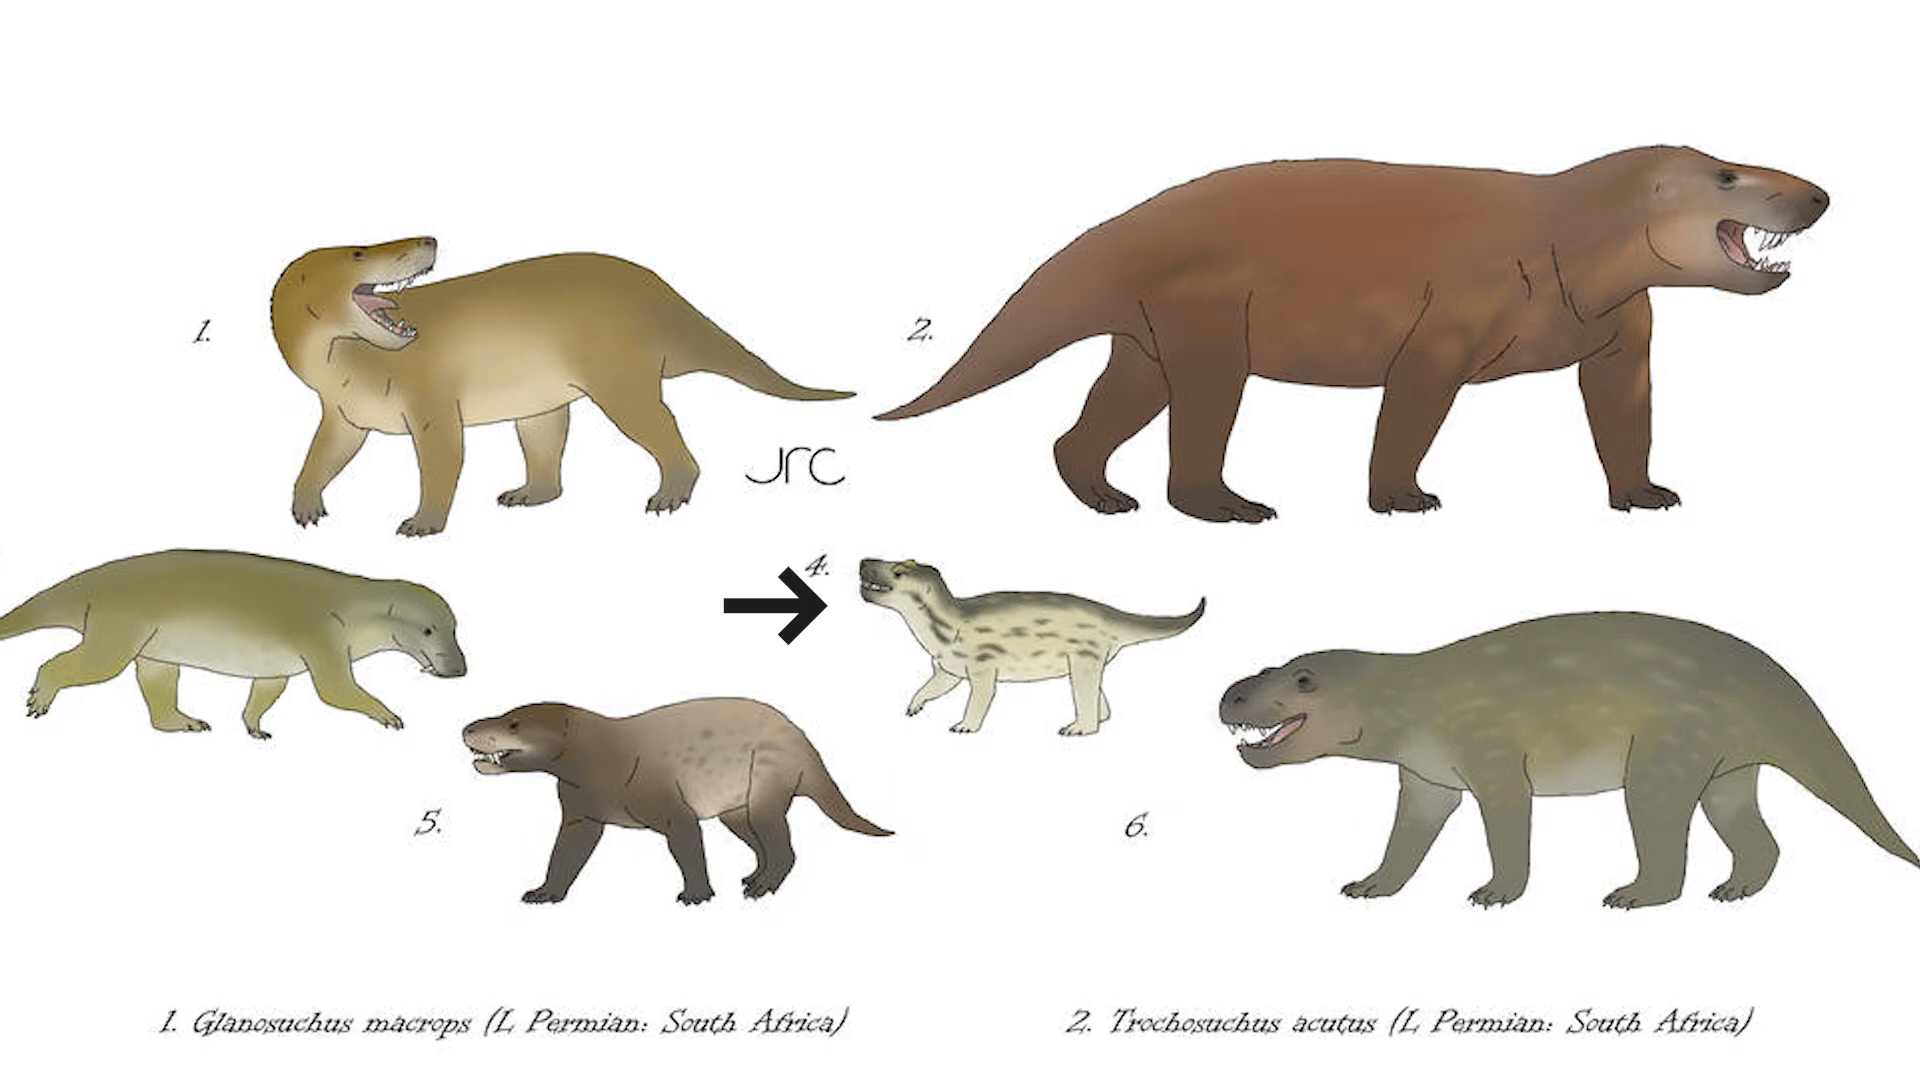 1.
2.
JrC
4.
5.
6.
1. Glanosuchus macrops (L Permian: South Africa)
2. Trochosuchus acutus (L Permian: South Africa)